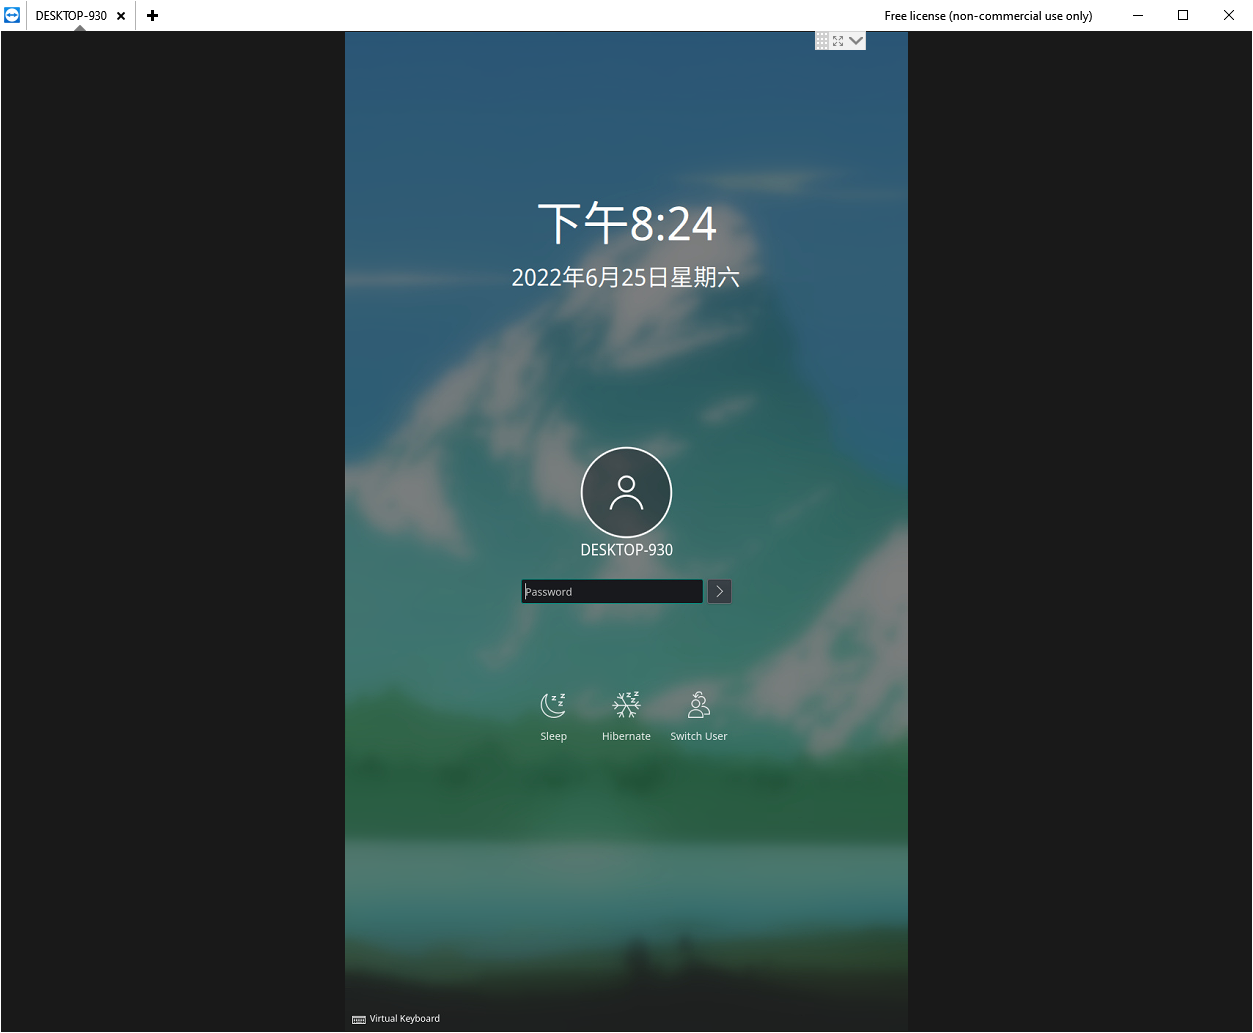 DESKTOP-930
Free license (non-commercial use only)
下午8:24
2022年6月25日星期六
DESKTOP-930
Password
Sleep
Hibernate
Switch User
Virtual Keyboard